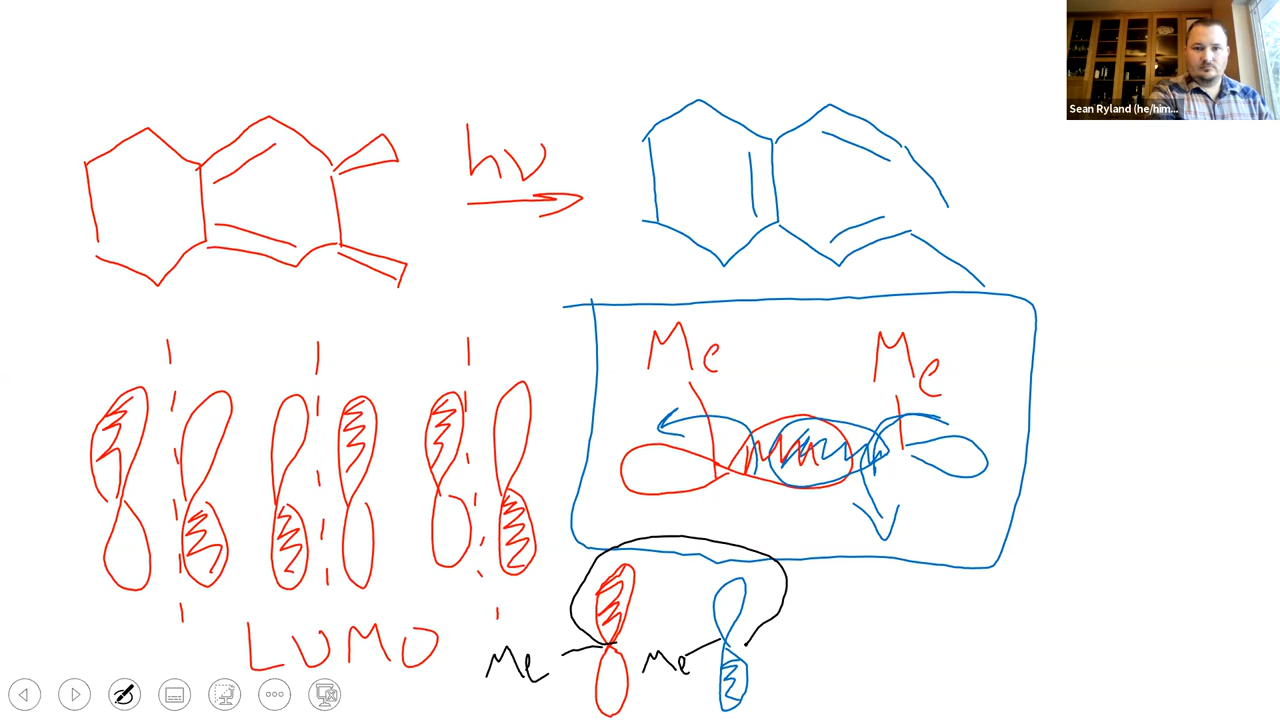 Sean Ryland (he/him...
hν
Me Me
LUMO
Me Me